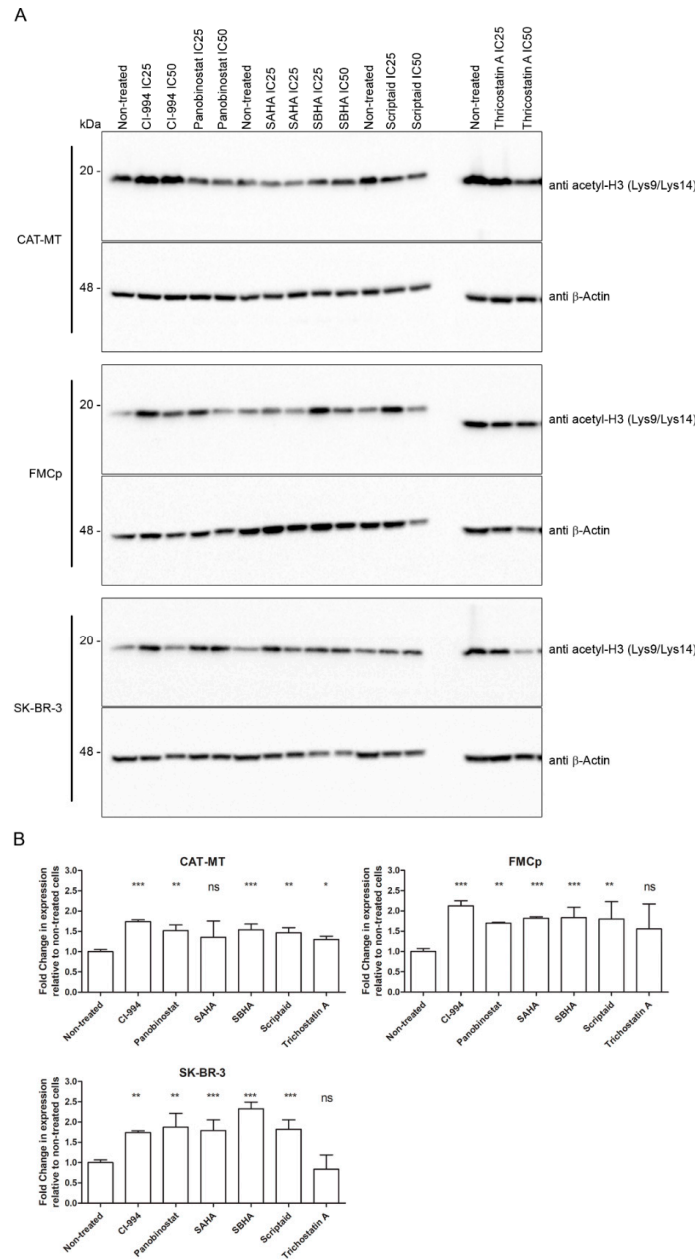 A
Non-treated
CI-994 IC25
CI-994 IC50
Panobinostat IC25
Panobinostat IC50
Non-treated
SAHA IC25
SAHA IC25
SBHA IC25
SBHA IC50
Non-treated
Scriptaid IC25
Scriptaid IC50
Non-treated
Thricostatin A IC25
Thricostatin A IC50
kDa
CAT-MT
20 -
anti acetyl-H3 (Lys9/Lys14)
48 -
anti β-Actin
FMCp
20 -
anti acetyl-H3 (Lys9/Lys14)
48 -
anti β-Actin
SK-BR-3
20 -
anti acetyl-H3 (Lys9/Lys14)
48 -
anti β-Actin
B
CAT-MT
Fold Change in expression
relative to non-treated cells
3.0
2.5
2.0
1.5
1.0
0.5
0.0
***
**
ns
***
**
*
Non-treated
CI-994
Panobinostat
SAHA
SBHA
Scriptaid
Trichostatin A
FMCp
Fold Change in expression
relative to non-treated cells
3.0
2.5
2.0
1.5
1.0
0.5
0.0
***
**
***
***
**
ns
Non-treated
CI-994
Panobinostat
SAHA
SBHA
Scriptaid
Trichostatin A
SK-BR-3
Fold Change in expression
relative to non-treated cells
3.0
2.5
2.0
1.5
1.0
0.5
0.0
**
**
***
***
***
ns
Non-treated
CI-994
Panobinostat
SAHA
SBHA
Scriptaid
Trichostatin A